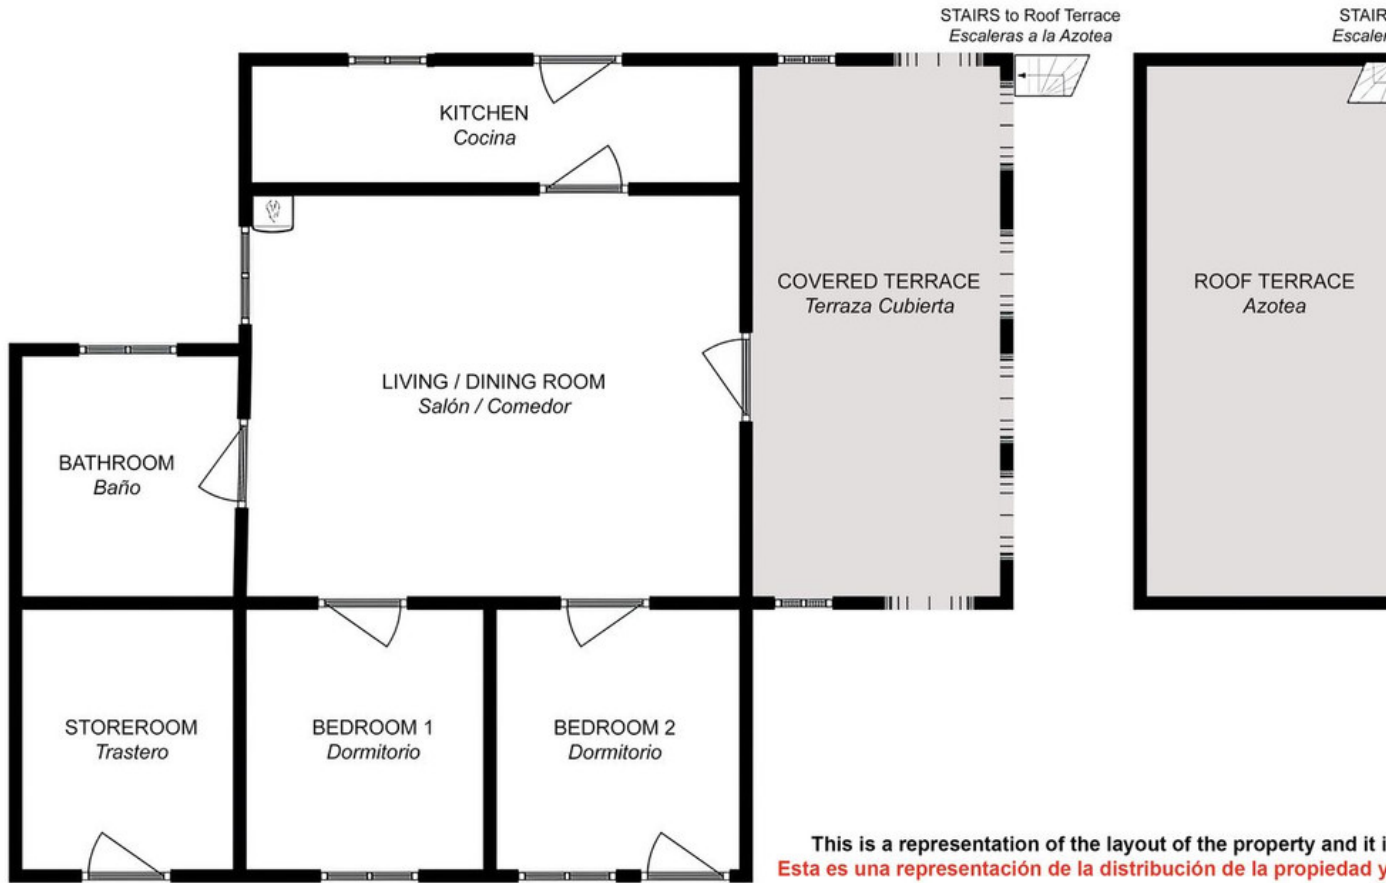 STAIRS to Roof Terrace
Escaleras a la Azotea
KITCHEN
Cocina
LIVING / DINING ROOM
Salón / Comedor
COVERED TERRACE
Terraza Cubierta
ROOF TERRACE
Azotea
BATHROOM
Baño
STOREROOM
Trastero
BEDROOM 1
Dormitorio
BEDROOM 2
Dormitorio
This is a representation of the layout of the property and it
Esta es una representación de la distribución de la propiedad y